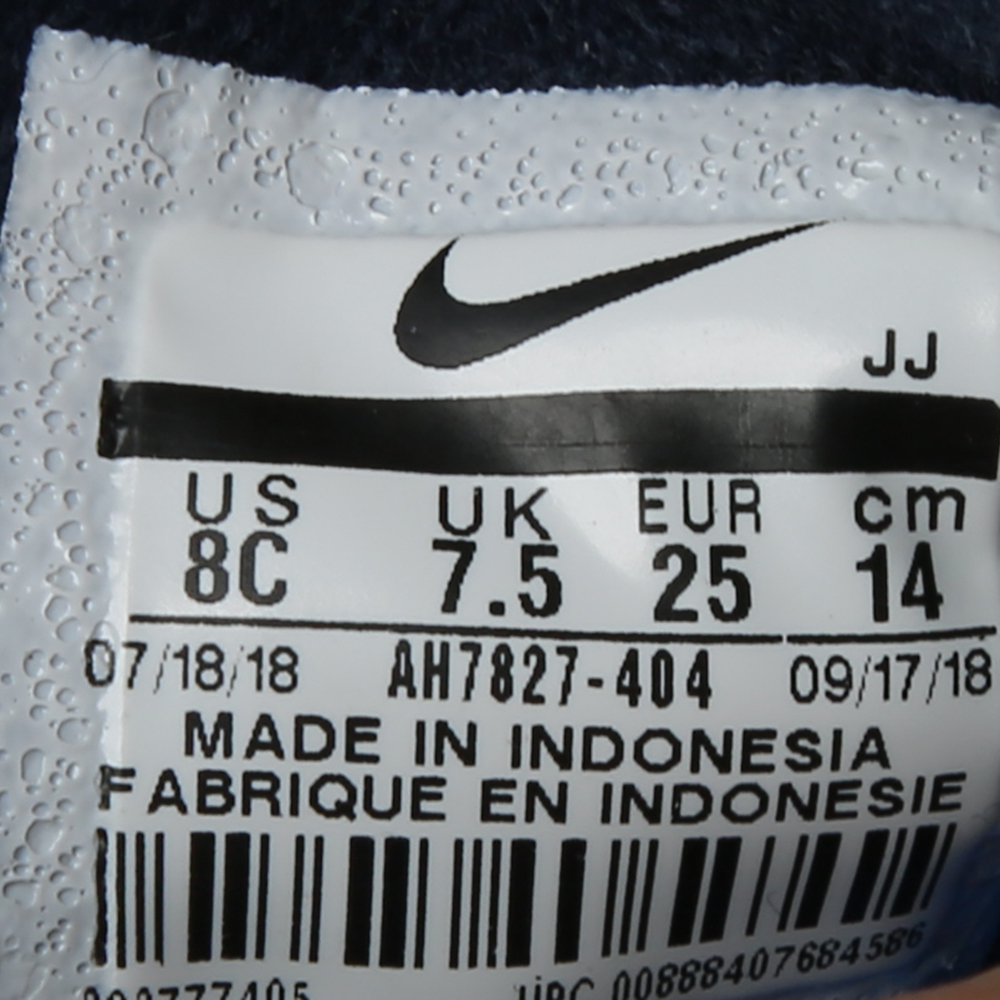 JJ
US UK EUR cm
8C 7.5 25 14
07/18/18 AH7827-404 09/17/18
MADE IN INDONESIA
FABRIQUE EN INDONESIE
UPC 00888407684586